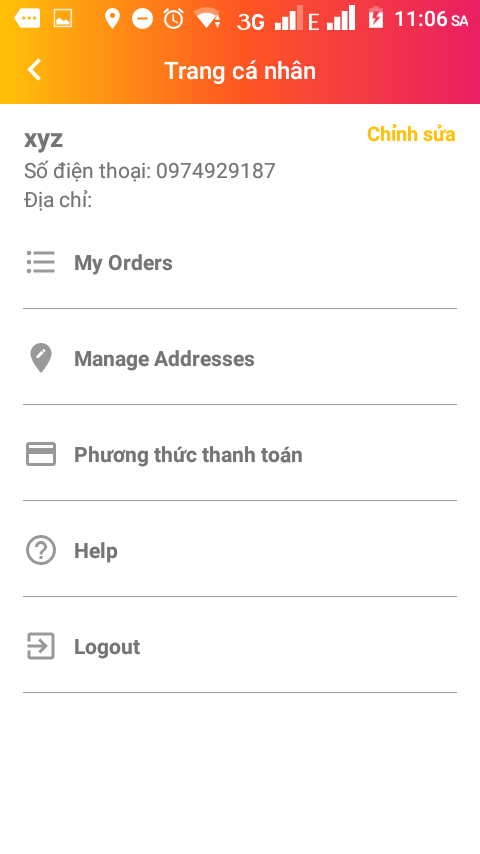 3G E 11:06 SA
Trang cá nhân
xyz
Chỉnh sửa
Số điện thoại: 0974929187
Địa chỉ:
My Orders
Manage Addresses
Phương thức thanh toán
Help
Logout